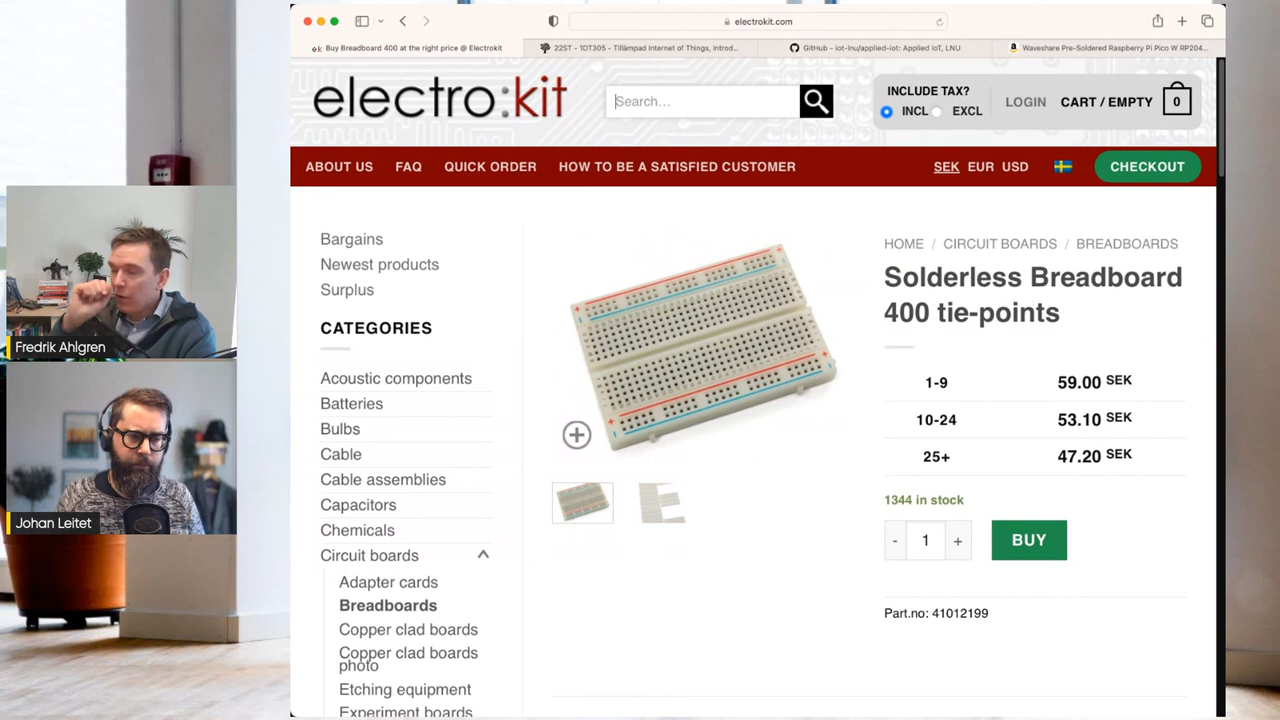 electrokit.com
ek Buy Breadboard 400 at the right price @ Electrokit
22ST - 1DT305 - Tillämpad Internet of Things, Introd...
GitHub - iot-lnu/applied-iot: Applied IoT, LNU
Waveshare Pre-Soldered Raspberry Pi Pico W RP204...
electro:kit
Search...
INCLUDE TAX?
INCL EXCL
LOGIN
CART / EMPTY
0
ABOUT US
FAQ
QUICK ORDER
HOW TO BE A SATISFIED CUSTOMER
SEK EUR USD
CHECKOUT
Bargains
Newest products
Surplus
CATEGORIES
Acoustic components
Batteries
Bulbs
Cable
Cable assemblies
Capacitors
Chemicals
Circuit boards
Adapter cards
Breadboards
Copper clad boards
Copper clad boards
photo
Etching equipment
Experiment boards
HOME / CIRCUIT BOARDS / BREADBOARDS
Solderless Breadboard
400 tie-points
1-9 59.00 SEK
10-24 53.10 SEK
25+ 47.20 SEK
1344 in stock
- 1 +
BUY
Part.no: 41012199
Fredrik Ahlgren
Johan Leitet